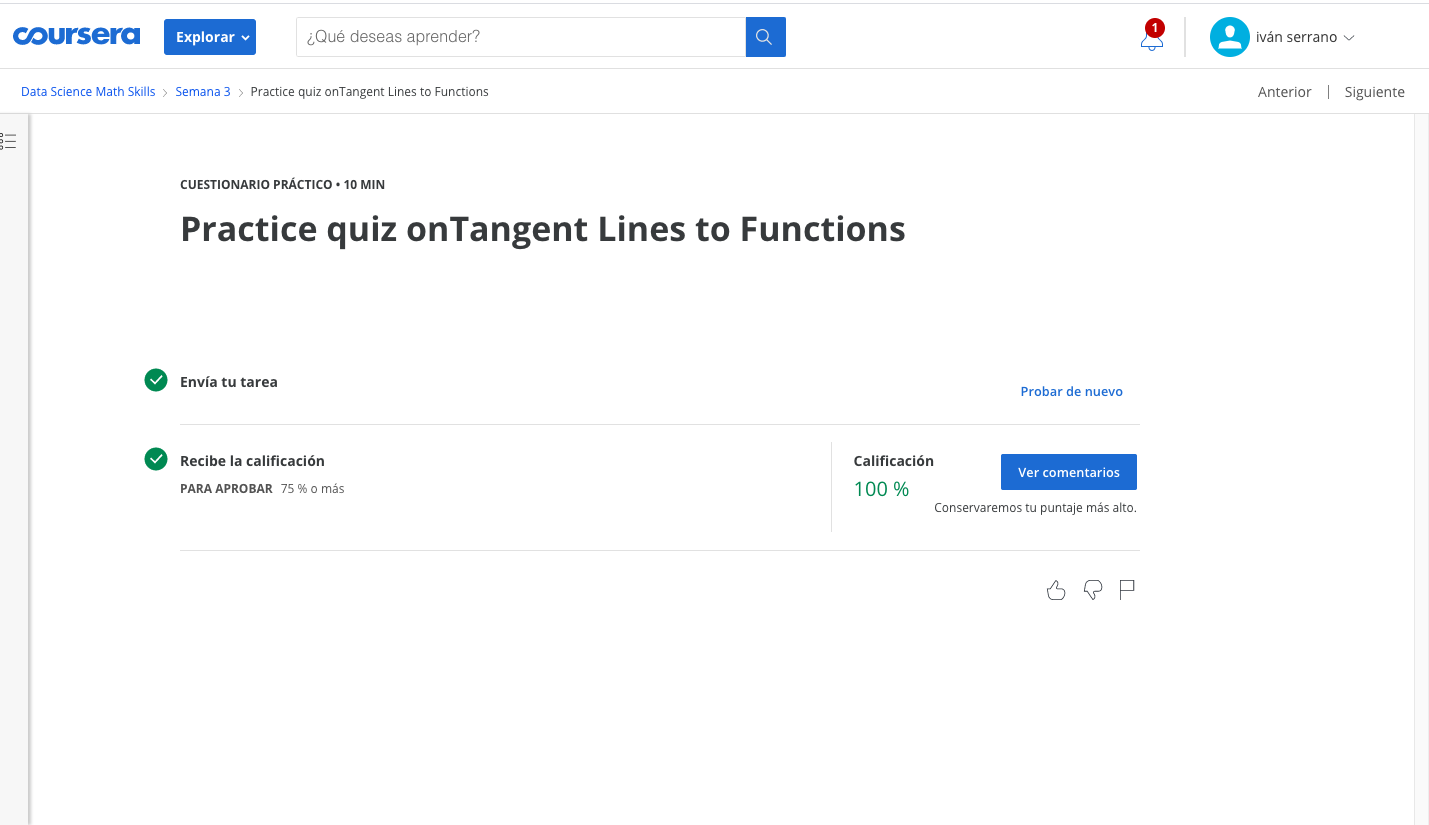 coursera
Explorar
¿Qué deseas aprender?
1
iván serrano
Data Science Math Skills
Semana 3
Practice quiz onTangent Lines to Functions
Anterior
Siguiente
CUESTIONARIO PRÁCTICO • 10 MIN
Practice quiz onTangent Lines to Functions
Envía tu tarea
Probar de nuevo
Recibe la calificación
PARA APROBAR 75 % o más
Calificación
100 %
Ver comentarios
Conservaremos tu puntaje más alto.